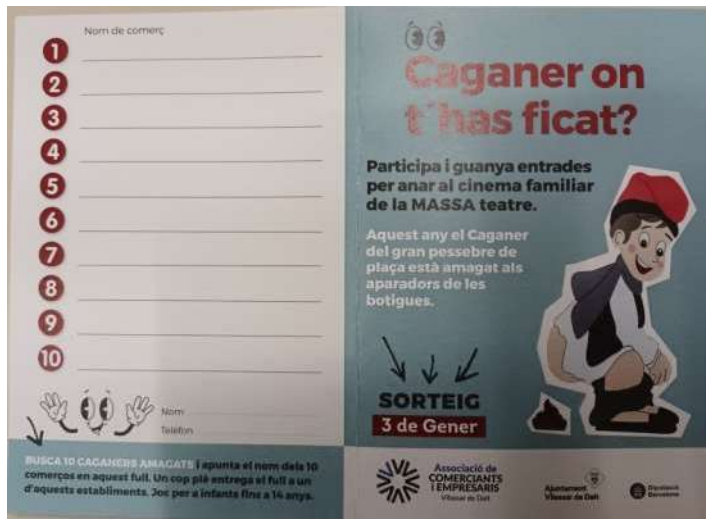 Nom de comerç
1
2
3
4
5
6
7
8
9
10
Nom
Telèfon
BUSCA 10 CAGANERS AMAGATS i apunta el nom dels 10
comerços en aquest full. Un cop plè entrega el full a un
d'aquests establiments. Joc per a infants fins a 14 anys.
Caganer on
t'has ficat?
Participa i guanya entrades
per anar al cinema familiar
de la MASSA teatre.
Aquest any el Caganer
del gran pessebre de
plaça està amagat als
aparadors de les
botigues.
SORTEIG
3 de Gener
Associació de
COMERCIANTS
i EMPRESARIS
Vilassar de Dalt
Ajuntament
Vilassar de Dalt
Diputació
Barcelona